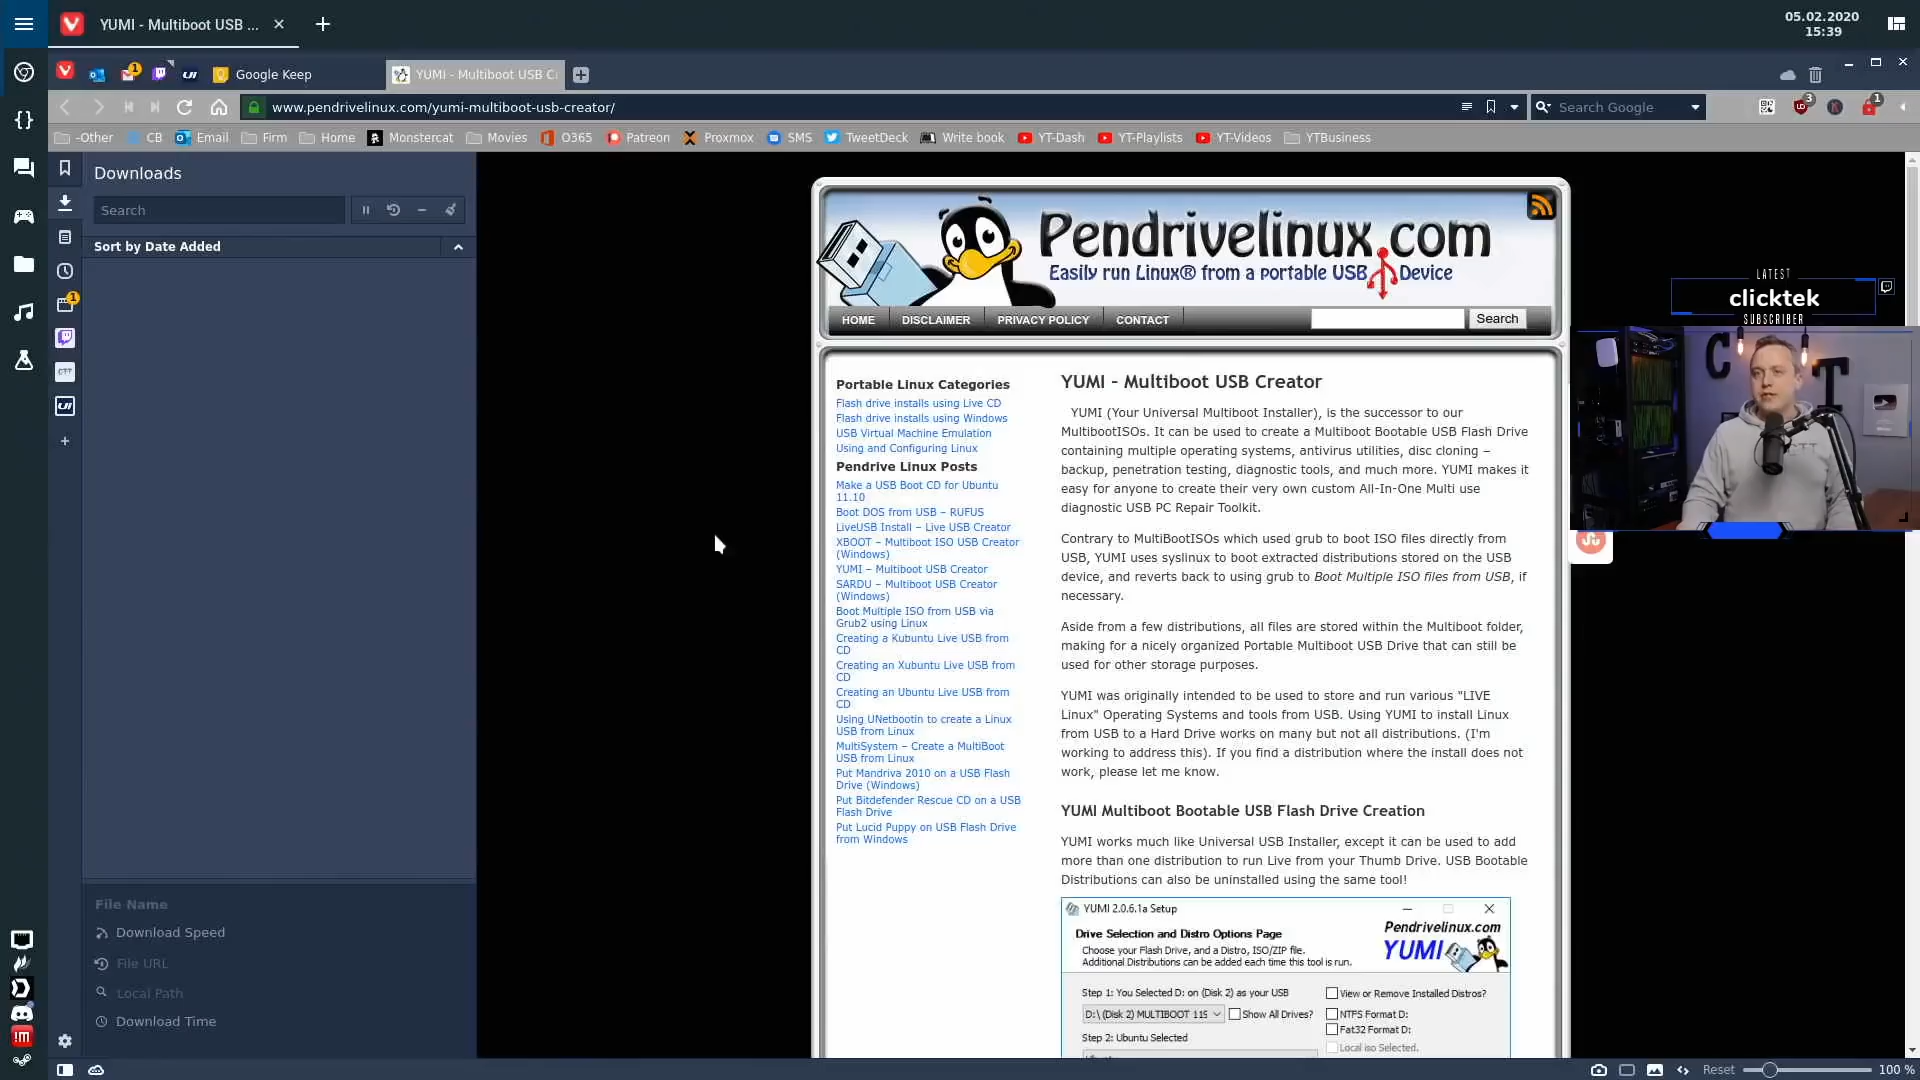 YUMI - Multiboot USB ...
05.02.2020
15:39
1
UI
Google Keep
YUMI - Multiboot USB C
www.pendrivelinux.com/yumi-multiboot-usb-creator/
Search Google
3
1
-Other
CB
Email
Firm
Home
Monstercat
Movies
O365
Patreon
Proxmox
SMS
TweetDeck
Write book
YT-Dash
YT-Playlists
YT-Videos
YTBusiness
Downloads
Search
Sort by Date Added
1
CTT
UI
File Name
Download Speed
File URL
Local Path
Download Time
Pendrivelinux.com
Easily run Linux® from a portable USB Device
HOME
DISCLAIMER
PRIVACY POLICY
CONTACT
Search
Portable Linux Categories
Flash drive installs using Live CD
Flash drive installs using Windows
USB Virtual Machine Emulation
Using and Configuring Linux
Pendrive Linux Posts
Make a USB Boot CD for Ubuntu
11.10
Boot DOS from USB – RUFUS
LiveUSB Install – Live USB Creator
XBOOT – Multiboot ISO USB Creator
(Windows)
YUMI – Multiboot USB Creator
SARDU – Multiboot USB Creator
(Windows)
Boot Multiple ISO from USB via
Grub2 using Linux
Creating a Kubuntu Live USB from
CD
Creating an Xubuntu Live USB from
CD
Creating an Ubuntu Live USB from
CD
Using UNetbootin to create a Linux
USB from Linux
MultiSystem – Create a MultiBoot
USB from Linux
Put Mandriva 2010 on a USB Flash
Drive (Windows)
Put Bitdefender Rescue CD on a USB
Flash Drive
Put Lucid Puppy on USB Flash Drive
from Windows
YUMI – Multiboot USB Creator
YUMI (Your Universal Multiboot Installer), is the successor to our
MultibootISOs. It can be used to create a Multiboot Bootable USB Flash Drive
containing multiple operating systems, antivirus utilities, disc cloning –
backup, penetration testing, diagnostic tools, and much more. YUMI makes it
easy for anyone to create their very own custom All-In-One Multi use
diagnostic USB PC Repair Toolkit.
Contrary to MultiBootISOs which used grub to boot ISO files directly from
USB, YUMI uses syslinux to boot extracted distributions stored on the USB
device, and reverts back to using grub to Boot Multiple ISO files from USB, if
necessary.
Aside from a few distributions, all files are stored within the Multiboot folder,
making for a nicely organized Portable Multiboot USB Drive that can still be
used for other storage purposes.
YUMI was originally intended to be used to store and run various "LIVE
Linux" Operating Systems and tools from USB. Using YUMI to install Linux
from USB to a Hard Drive works on many but not all distributions. (I'm
working to address this). If you find a distribution where the install does not
work, please let me know.
YUMI Multiboot Bootable USB Flash Drive Creation
YUMI works much like Universal USB Installer, except it can be used to add
more than one distribution to run Live from your Thumb Drive. USB Bootable
Distributions can also be uninstalled using the same tool!
YUMI 2.0.6.1a Setup
Drive Selection and Distro Options Page
Choose your Flash Drive, and a Distro, ISO/ZIP file.
Additional Distributions can be added each time this tool is run.
Pendrivelinux.com
YUMI
Step 1: You Selected D: on (Disk 2) as your USB
View or Remove Installed Distros?
D:\ (Disk 2) MULTIBOOT 115
Show All Drives?
NTFS Format D:
Fat32 Format D:
Step 2: Ubuntu Selected
Local iso Selected.
LATEST
clicktek
SUBSCRIBER
C T
CTT
!m
Reset
100 %